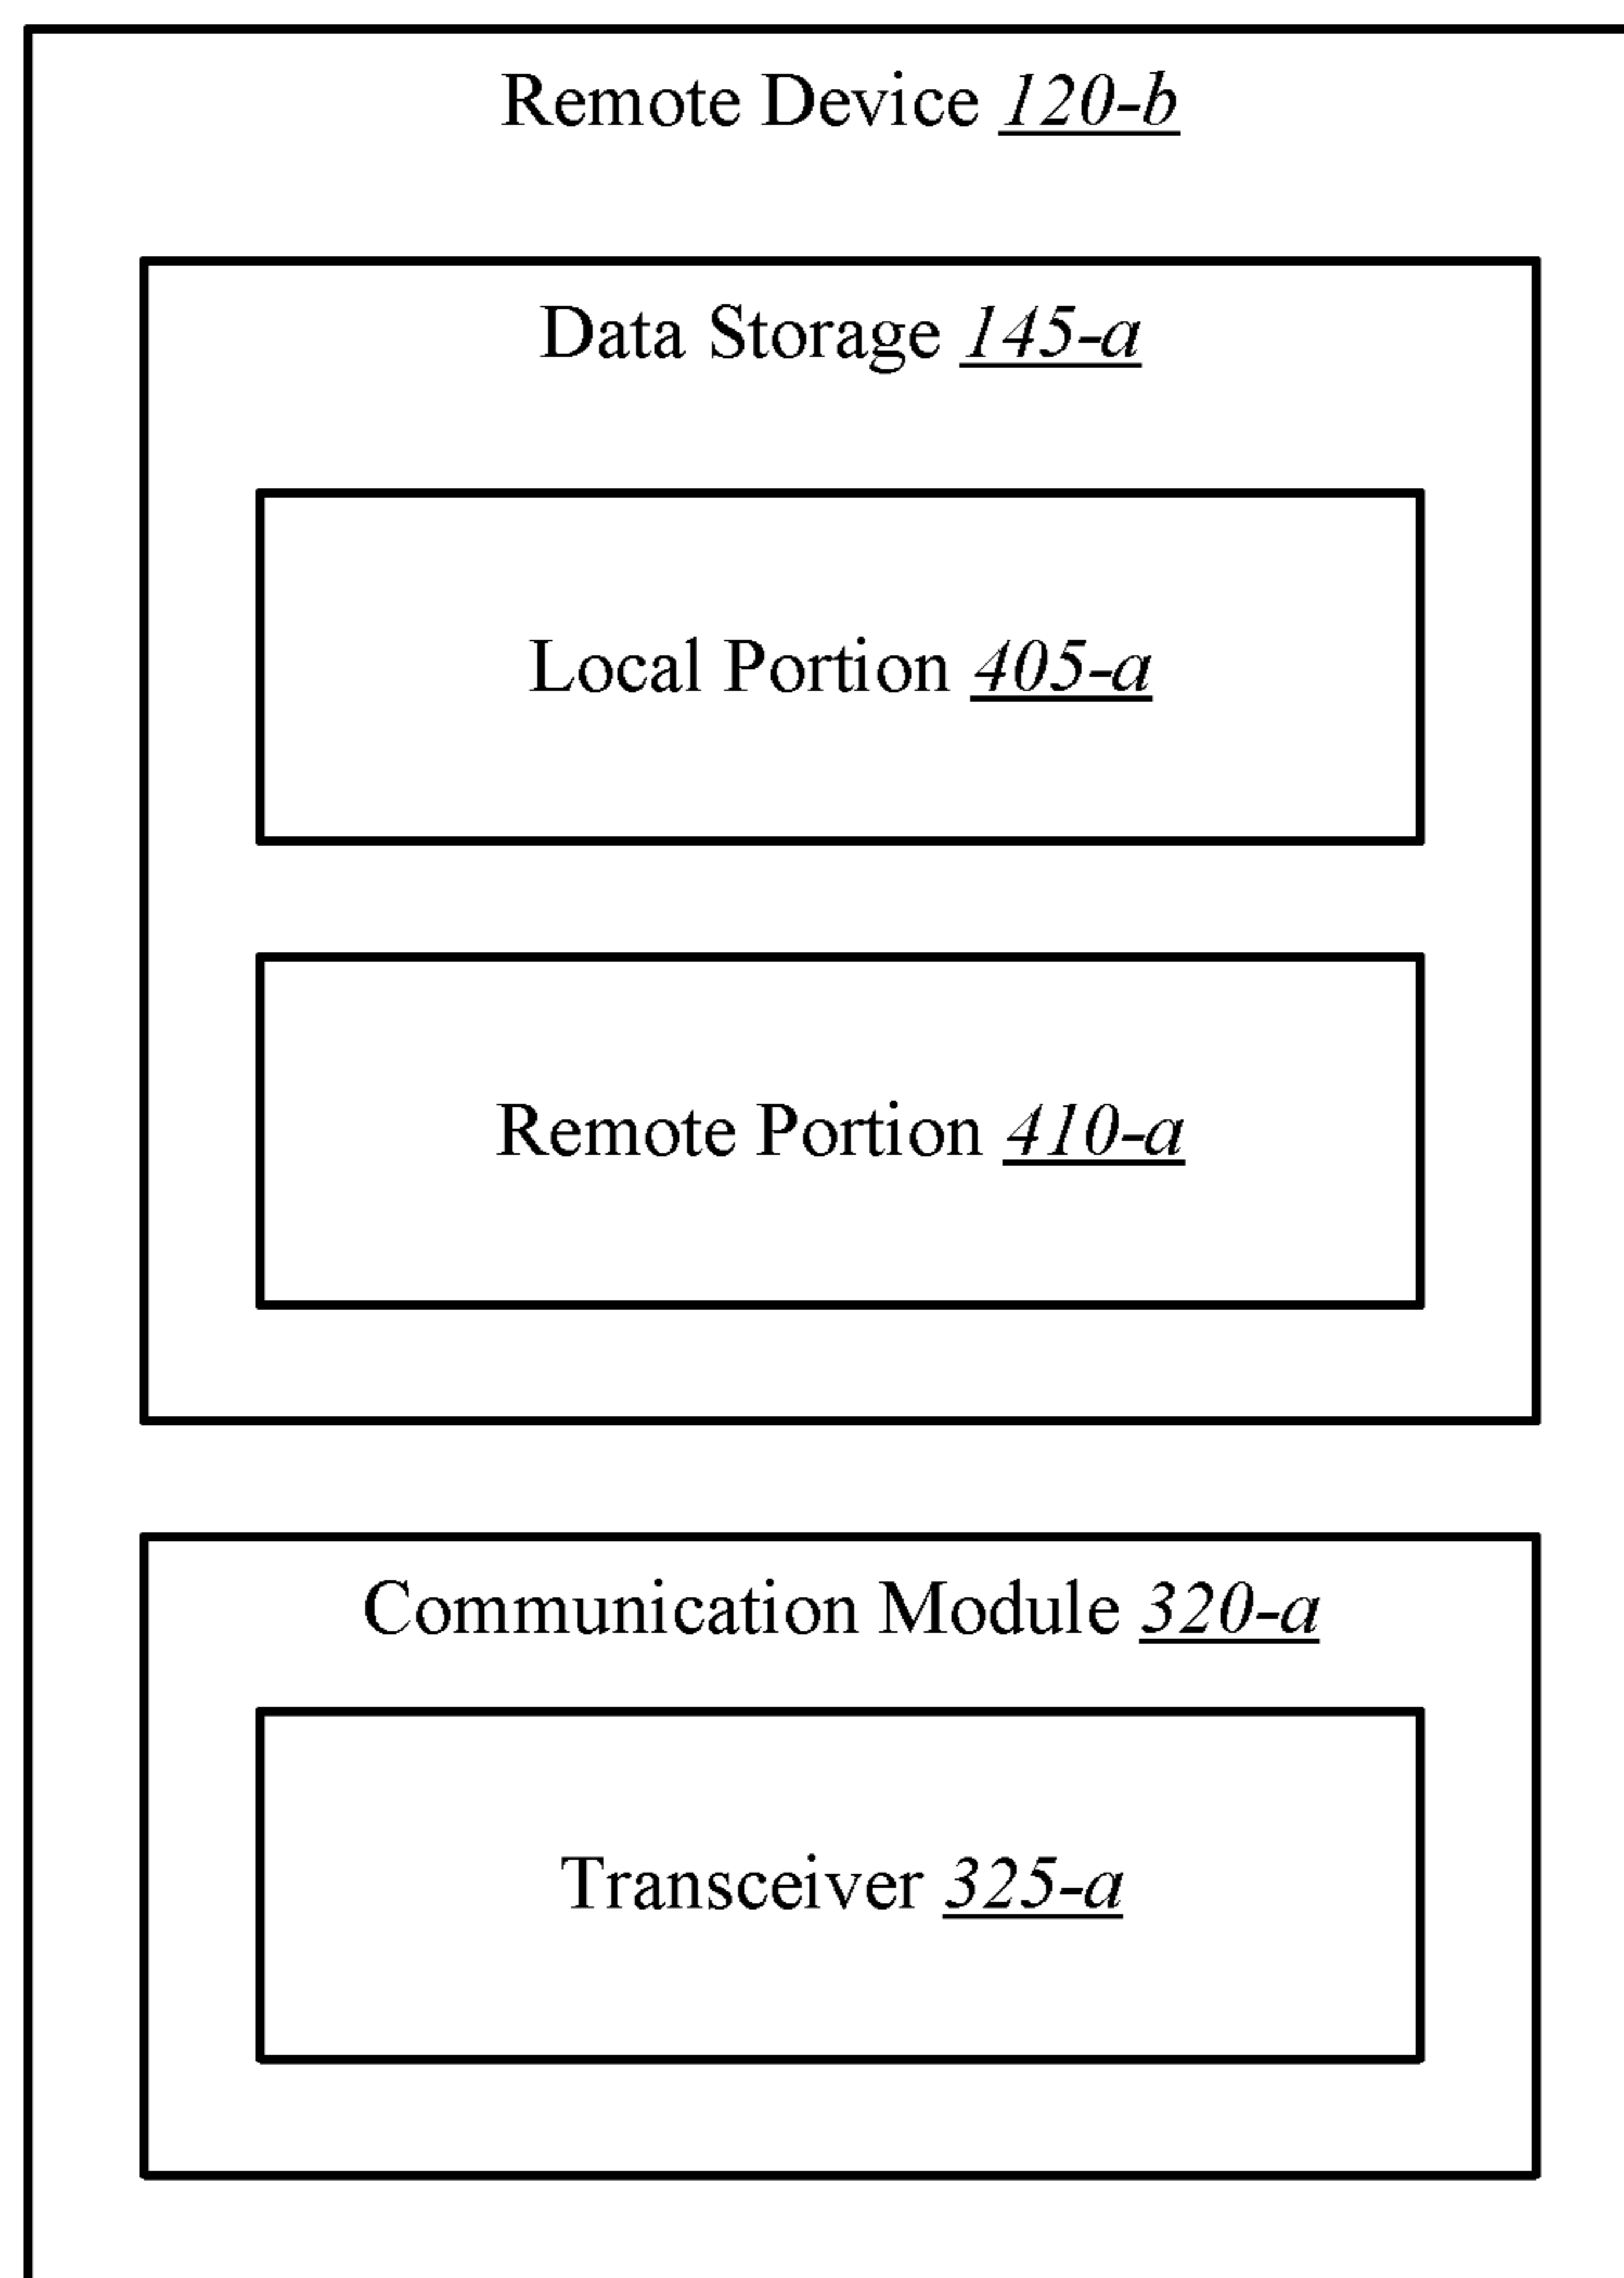 Remote Device 120-b
Data Storage 145-a
Local Portion 405-a
Remote Portion 410-a
Communication Module 320-a
Transceiver 325-a